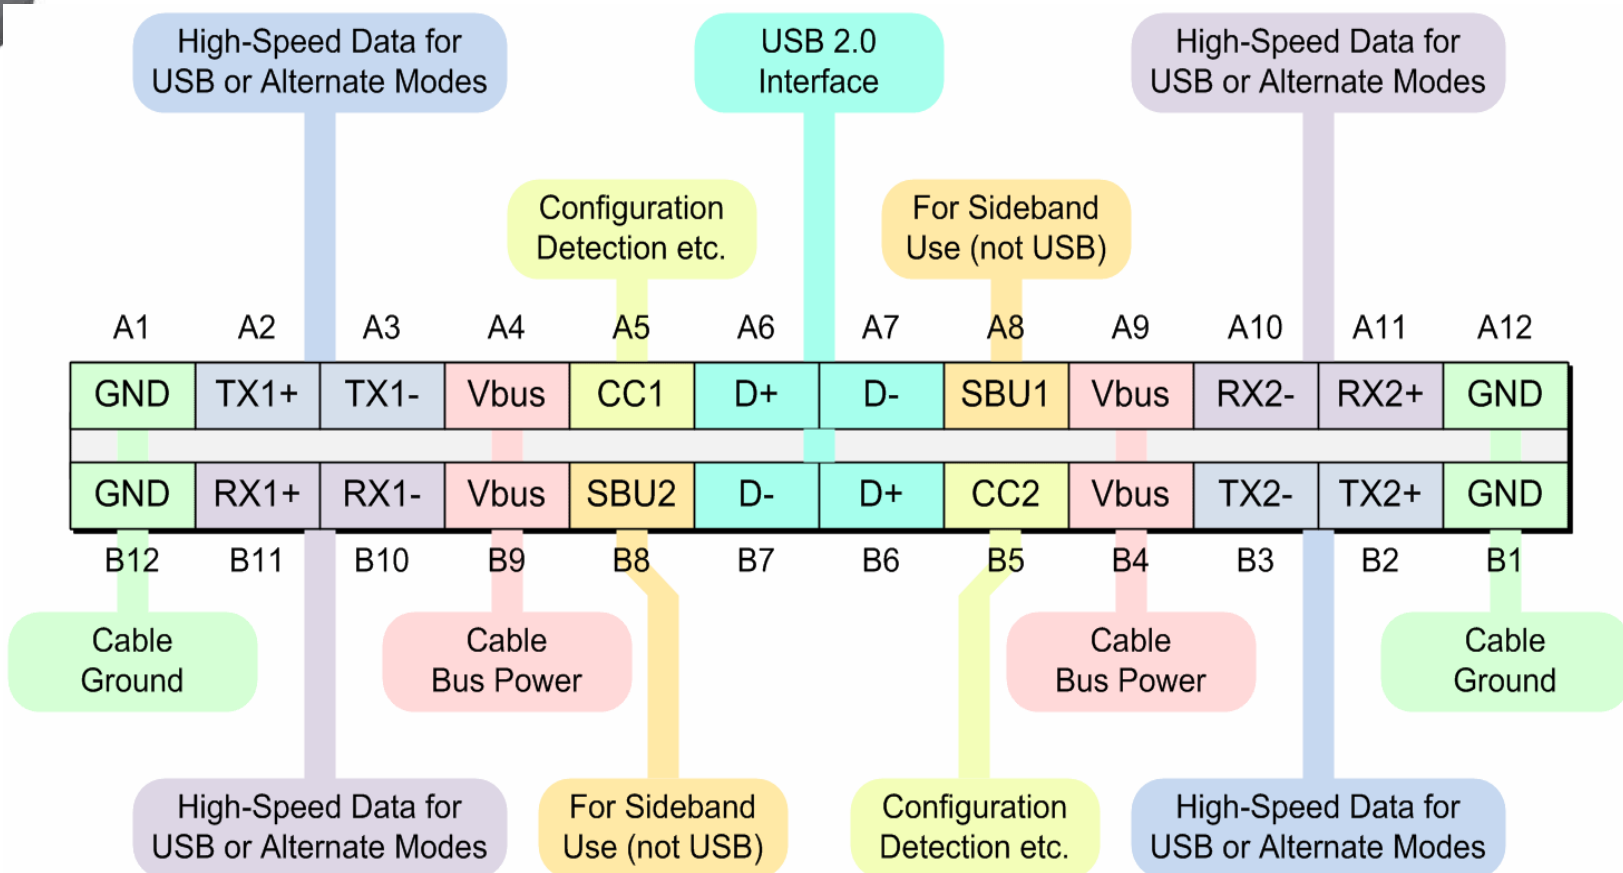 High-Speed Data for
USB or Alternate Modes
USB 2.0
Interface
High-Speed Data for
USB or Alternate Modes
Configuration
Detection etc.
For Sideband
Use (not USB)
A1 A2 A3 A4 A5 A6 A7 A8 A9 A10 A11 A12
GND TX1+ TX1- Vbus CC1 D+ D- SBU1 Vbus RX2- RX2+ GND
GND RX1+ RX1- Vbus SBU2 D- D+ CC2 Vbus TX2- TX2+ GND
B12 B11 B10 B9 B8 B7 B6 B5 B4 B3 B2 B1
Cable
Ground
Cable
Bus Power
Cable
Bus Power
Cable
Ground
High-Speed Data for
USB or Alternate Modes
For Sideband
Use (not USB)
Configuration
Detection etc.
High-Speed Data for
USB or Alternate Modes